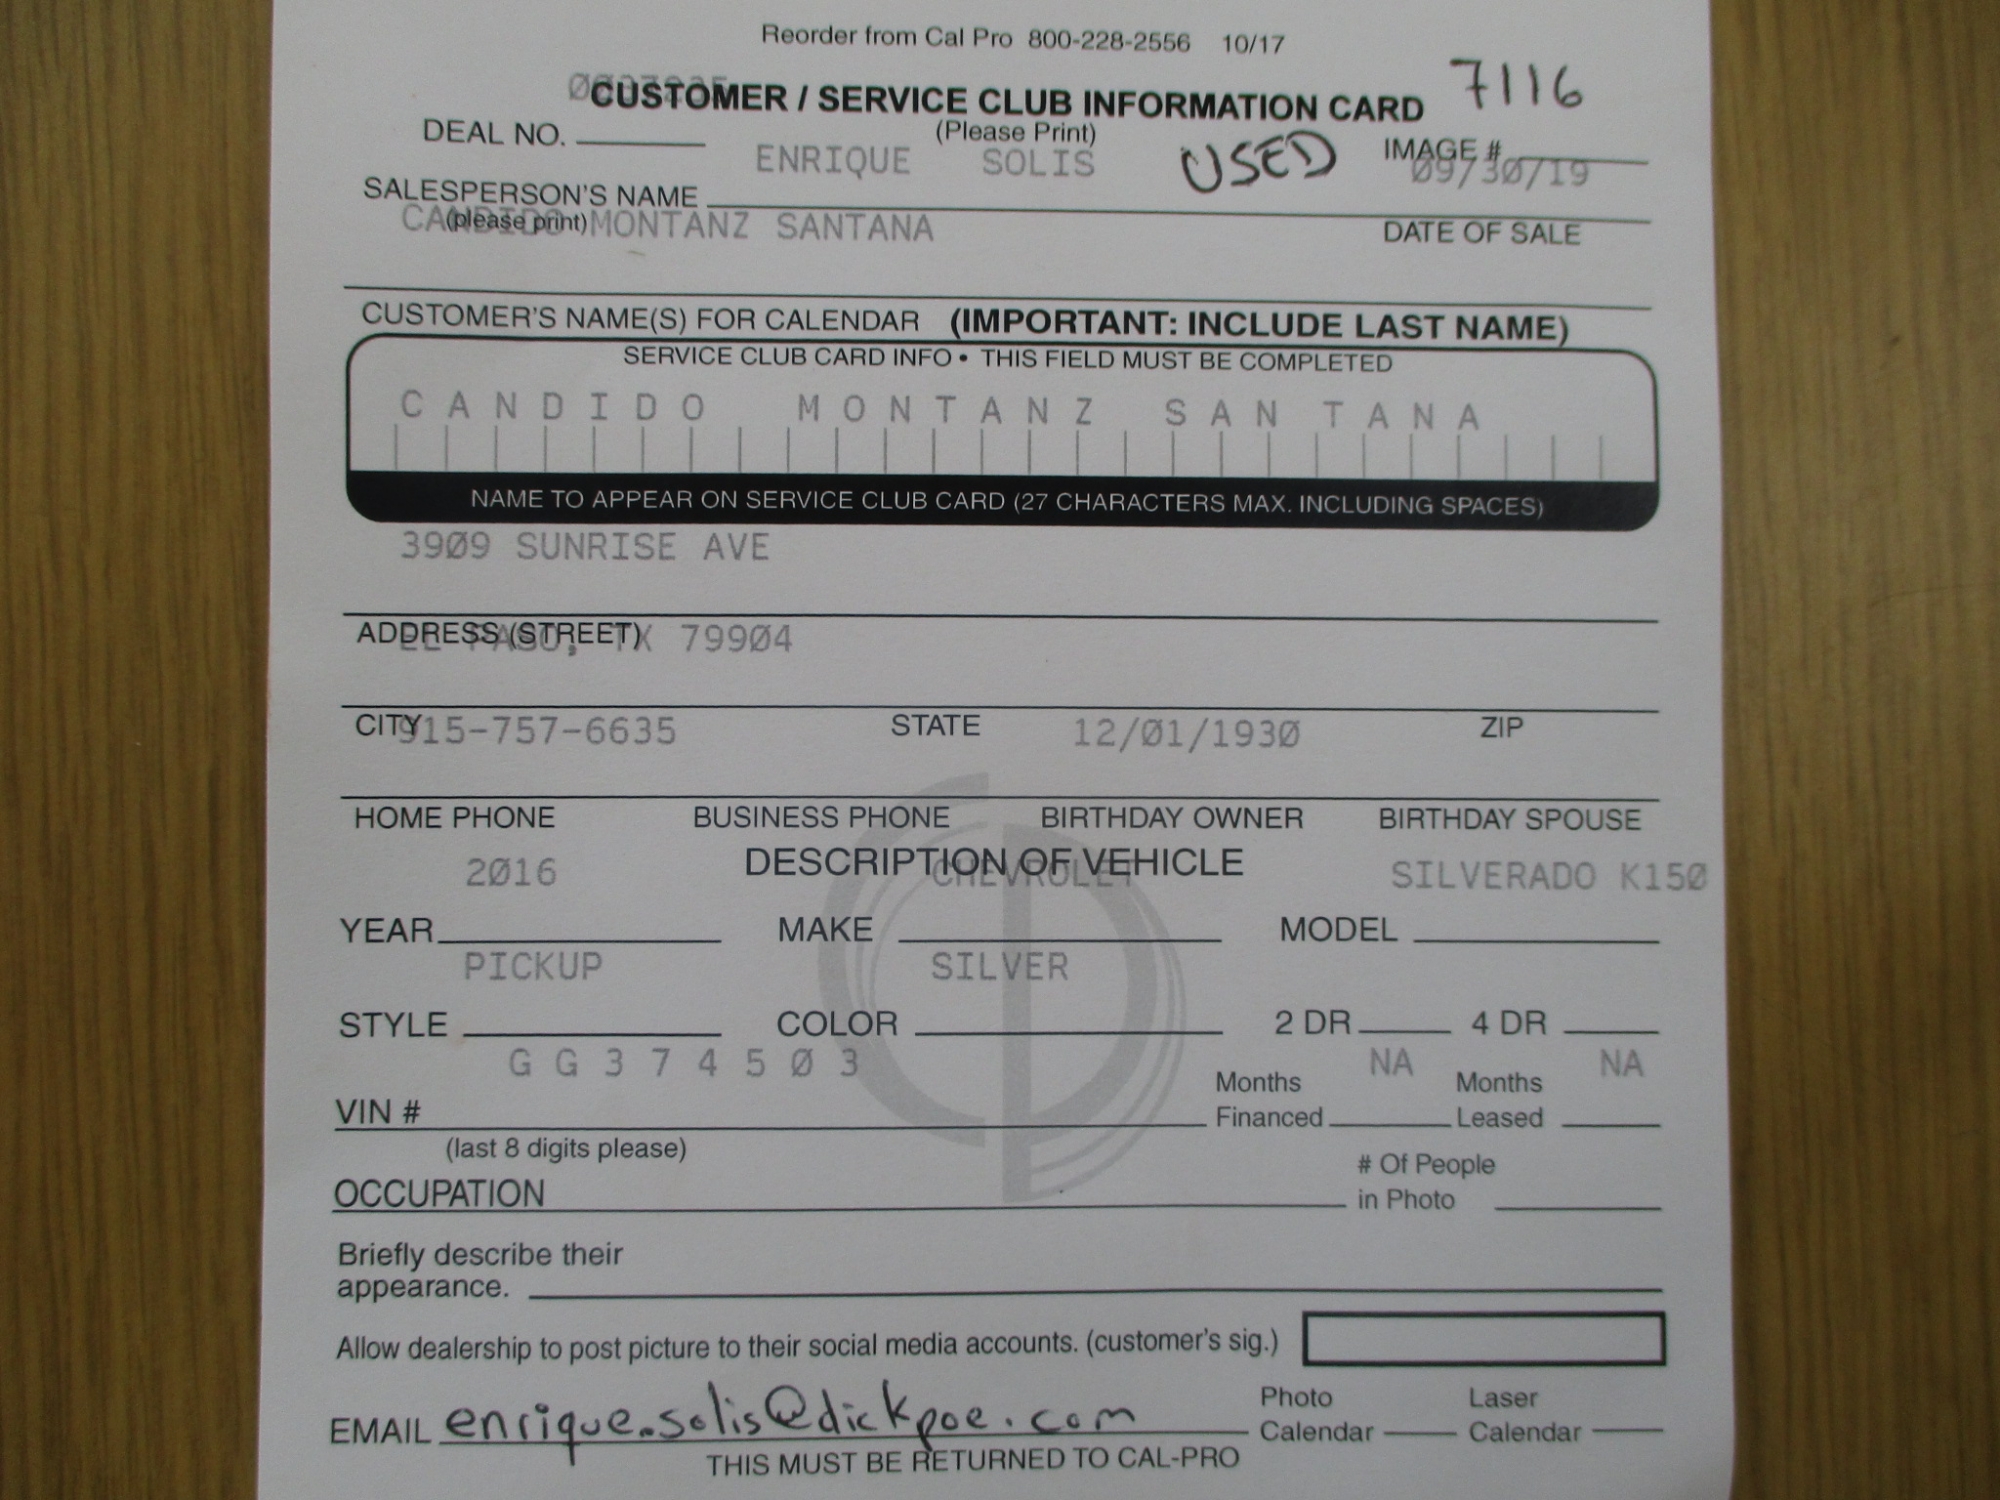 Reorder from Cal Pro 800-228-2556 10/17
7116
CUSTOMER / SERVICE CLUB INFORMATION CARD
DEAL NO. (Please Print) IMAGE #
ENRIQUE SOLIS USED 09/30/19
SALESPERSON'S NAME
(please print) DATE OF SALE
CANDIDO MONTANZ SANTANA
CUSTOMER'S NAME(S) FOR CALENDAR (IMPORTANT: INCLUDE LAST NAME)
SERVICE CLUB CARD INFO • THIS FIELD MUST BE COMPLETED
CANDIDO MONTANZ SANTANA
NAME TO APPEAR ON SERVICE CLUB CARD (27 CHARACTERS MAX. INCLUDING SPACES)
3909 SUNRISE AVE
ADDRESS (STREET)
EL PASO, TX 79904
CITY STATE ZIP
915-757-6635 12/01/1930
HOME PHONE BUSINESS PHONE BIRTHDAY OWNER BIRTHDAY SPOUSE
DESCRIPTION OF VEHICLE
2016 CHEVROLET SILVERADO K150
YEAR MAKE MODEL
PICKUP SILVER
STYLE COLOR 2 DR 4 DR
G G 3 7 4 5 0 3 NA NA
VIN # Months Financed Months Leased
(last 8 digits please)
OCCUPATION # Of People in Photo
Briefly describe their
appearance.
Allow dealership to post picture to their social media accounts. (customer's sig.)
EMAIL enrique.solis@dickpoe.com Photo Calendar Laser Calendar
THIS MUST BE RETURNED TO CAL-PRO